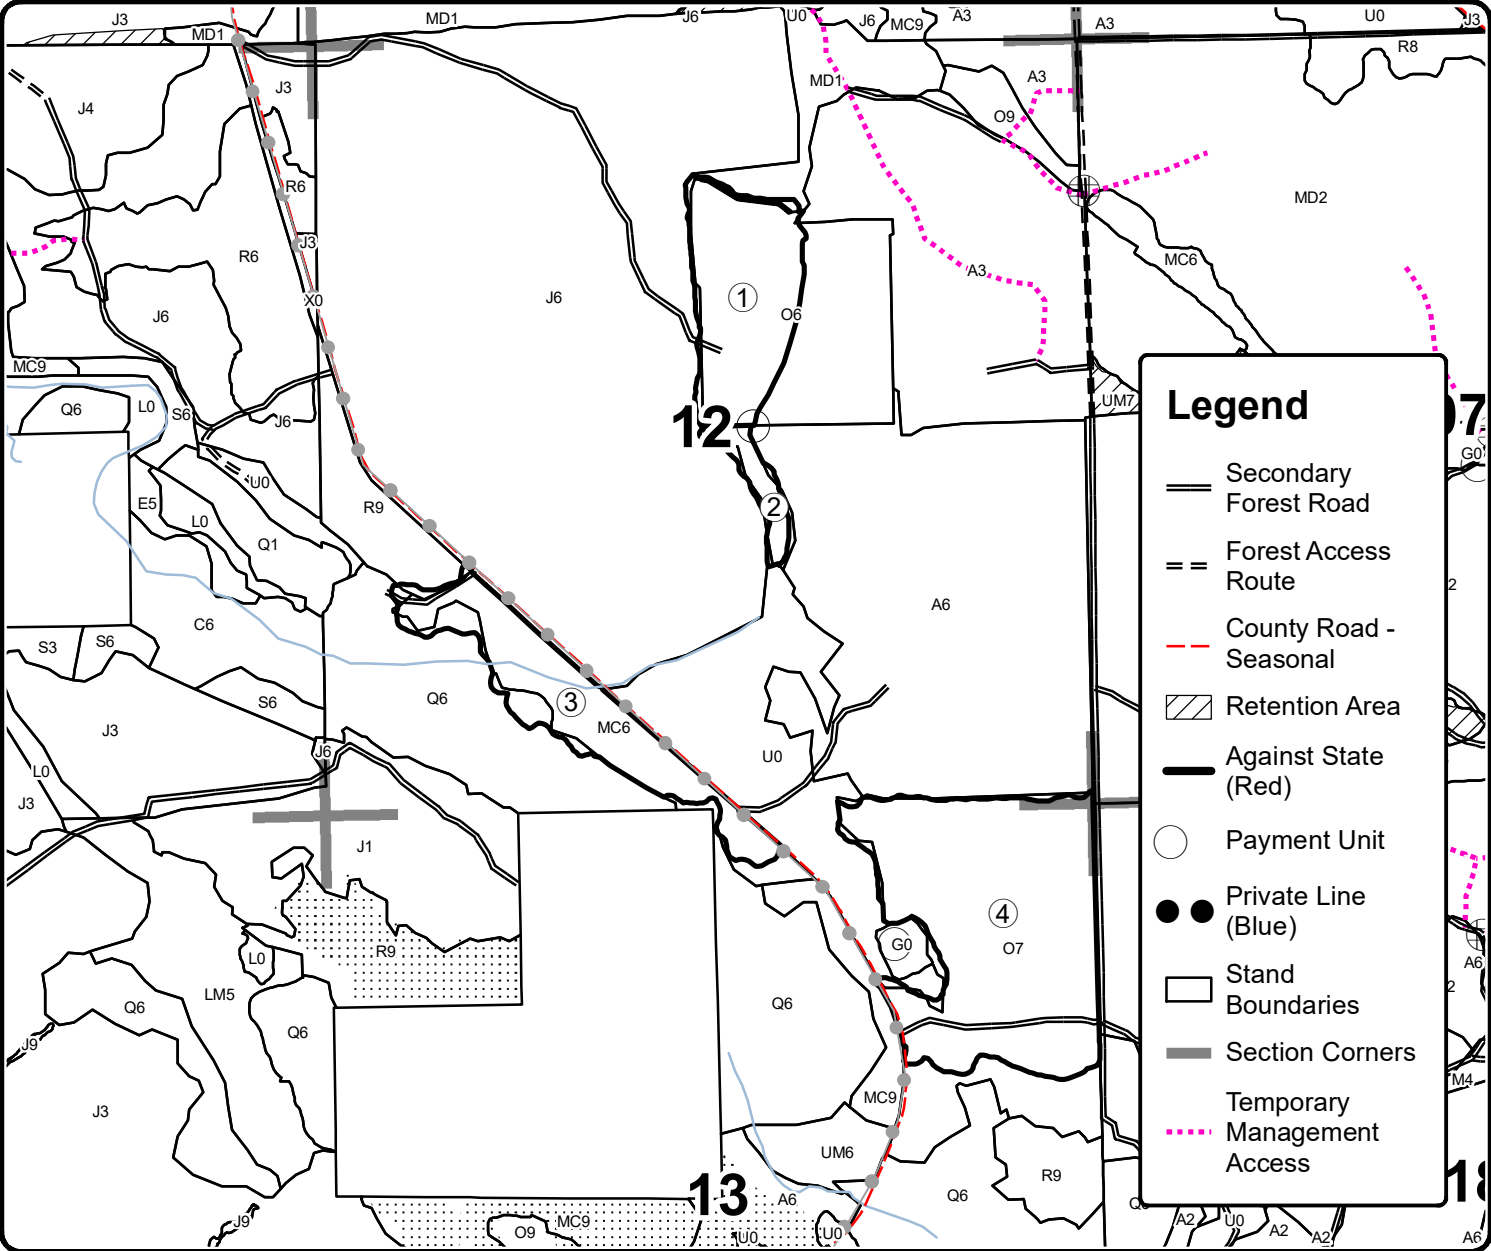 J3
MD1
MD1
J6
U0
J6
MC9
A3
A3
U0
J3
R8
J4
J3
MD1
A3
O9
R6
J3
R6
X0
J6
J6
1
O6
A3
MD2
MC6
MC9
Q6
L0
S6
J6
UM7
12
07
G0
U0
E5
L0
Q1
R9
2
C6
A6
2
S3
S6
S6
Q6
3
MC6
U0
J3
J6
L0
J3
J1
4
O7
G0
R9
L0
LM5
Q6
Q6
Q6
A6
2
J9
J3
MC9
M4
UM6
R9
Q6
13
A6
J9
O9
MC9
U0
U0
A2
U0
A2
A2
A6
Legend
Secondary
Forest Road
Forest Access
Route
County Road -
Seasonal
Retention Area
Against State
(Red)
Payment Unit
Private Line
(Blue)
Stand
Boundaries
Section Corners
Temporary
Management
Access